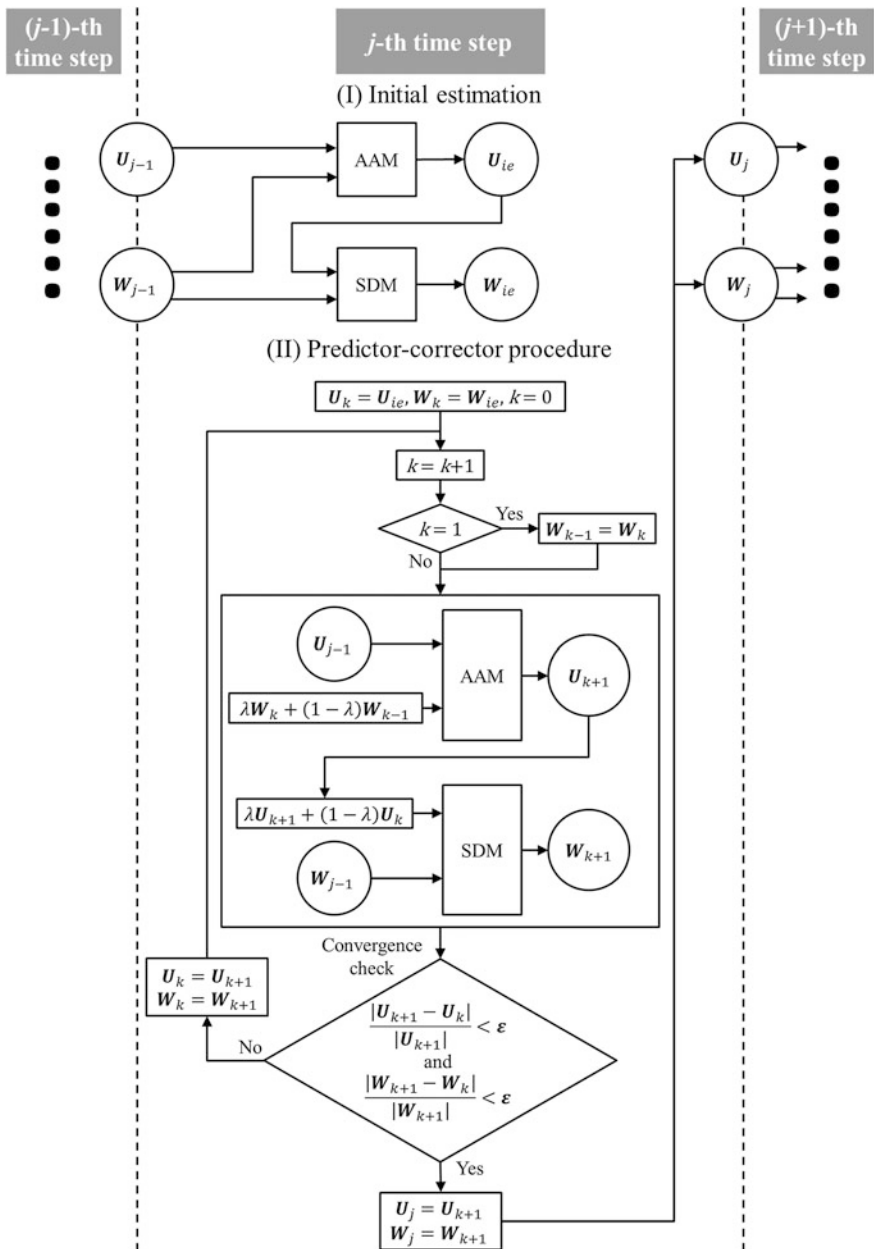 (j-1)-th
time step
j-th time step
(j+1)-th
time step
(I) Initial estimation
U_{j−1}
AAM
U_{ie}
U_j
W_{j−1}
SDM
W_{ie}
W_j
(II) Predictor-corrector procedure
U_k = U_{ie}, W_k = W_{ie}, k = 0
k = k+1
k = 1
Yes
W_{k−1} = W_k
No
U_{j−1}
AAM
U_{k+1}
λW_k + (1 − λ)W_{k−1}
λU_{k+1} + (1 − λ)U_k
SDM
W_{k+1}
W_{j−1}
Convergence
check
U_k = U_{k+1}
W_k = W_{k+1}
|U_{k+1} − U_k|
|U_{k+1}|
< ε
and
|W_{k+1} − W_k|
|W_{k+1}|
< ε
No
Yes
U_j = U_{k+1}
W_j = W_{k+1}